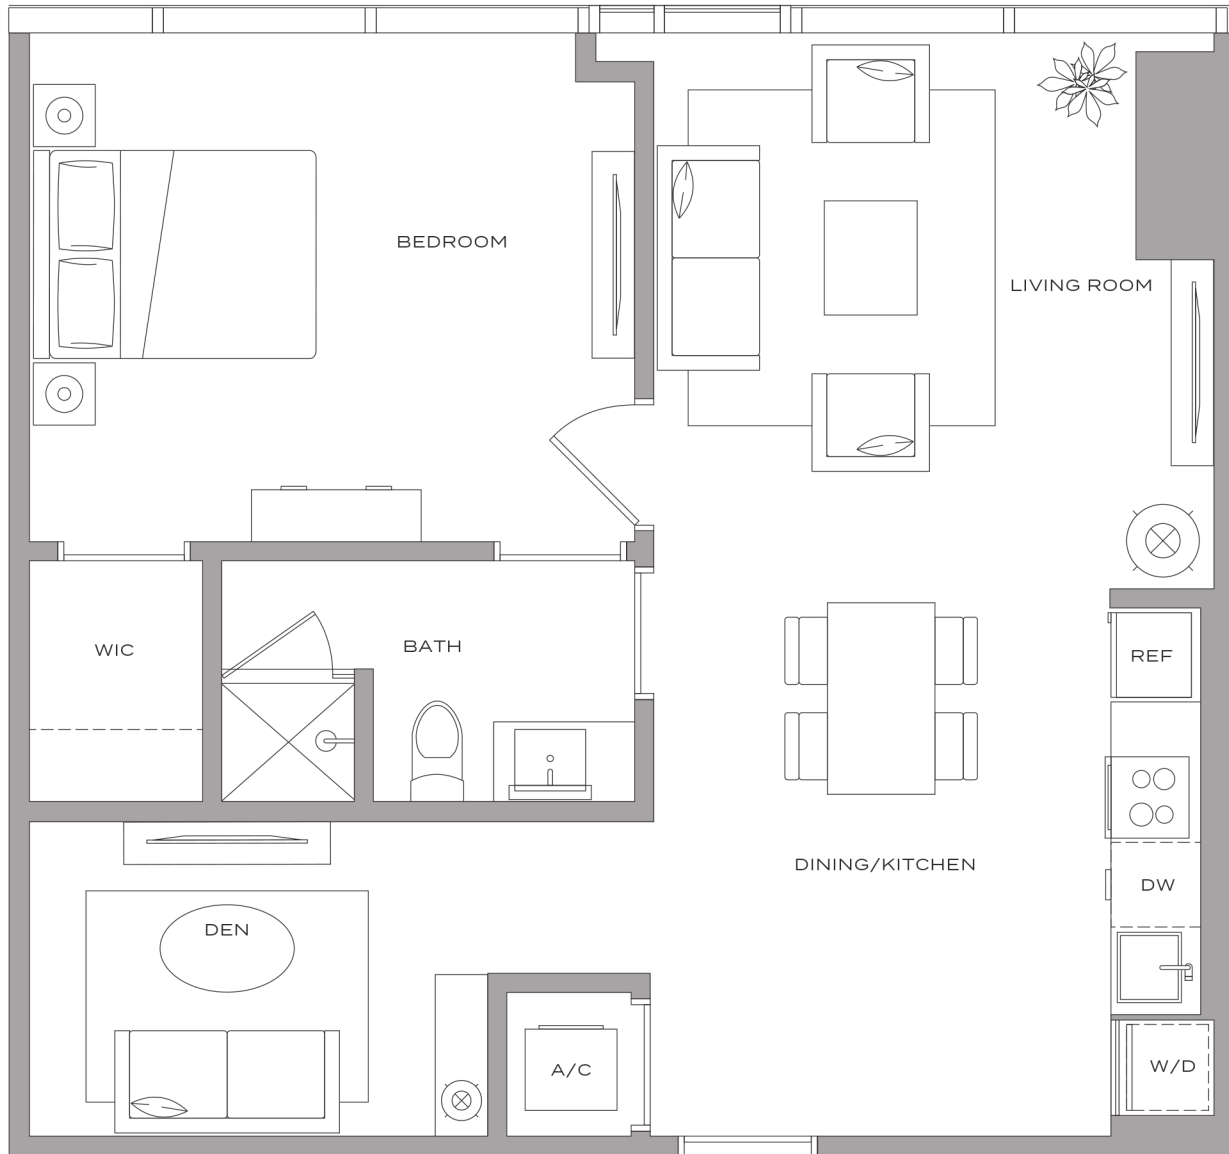 BEDROOM
LIVING ROOM
WIC
BATH
REF
DINING/KITCHEN
DW
DEN
A/C
W/D